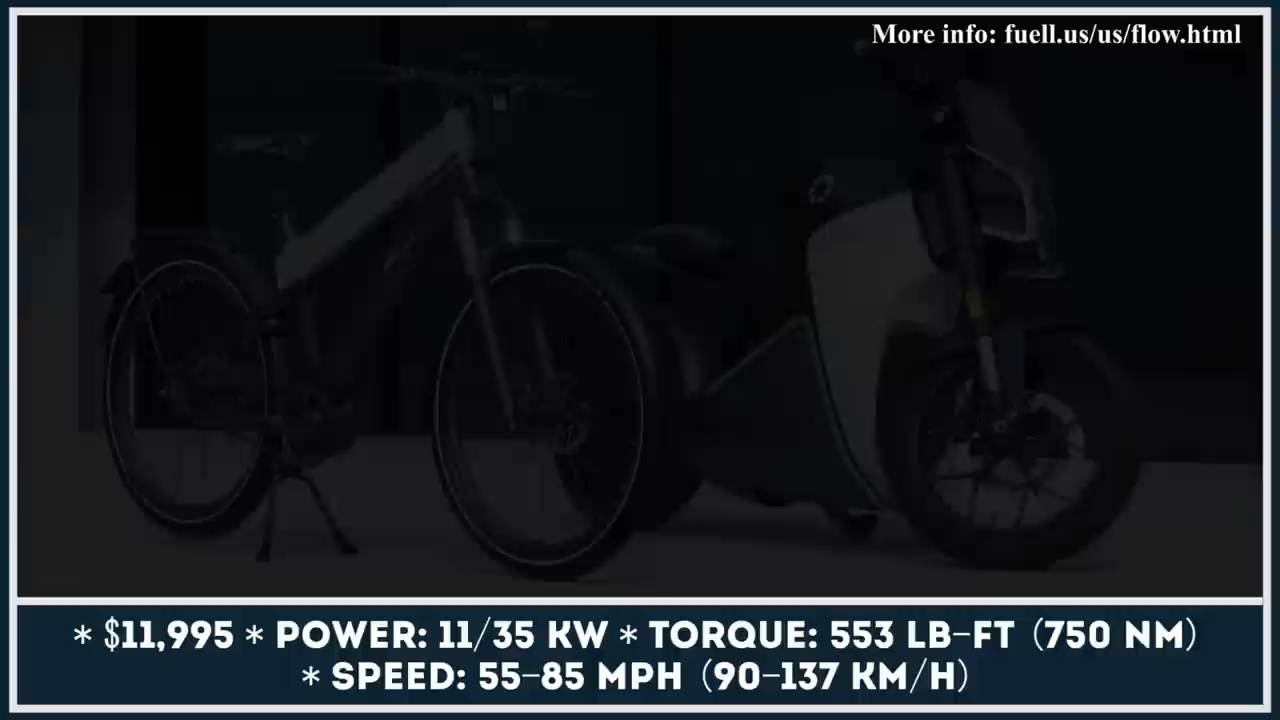 More info: fuell.us/us/flow.html
* $11,995 * POWER: 11/35 KW * TORQUE: 553 LB-FT (750 NM)
* SPEED: 55-85 MPH (90-137 KM/H)